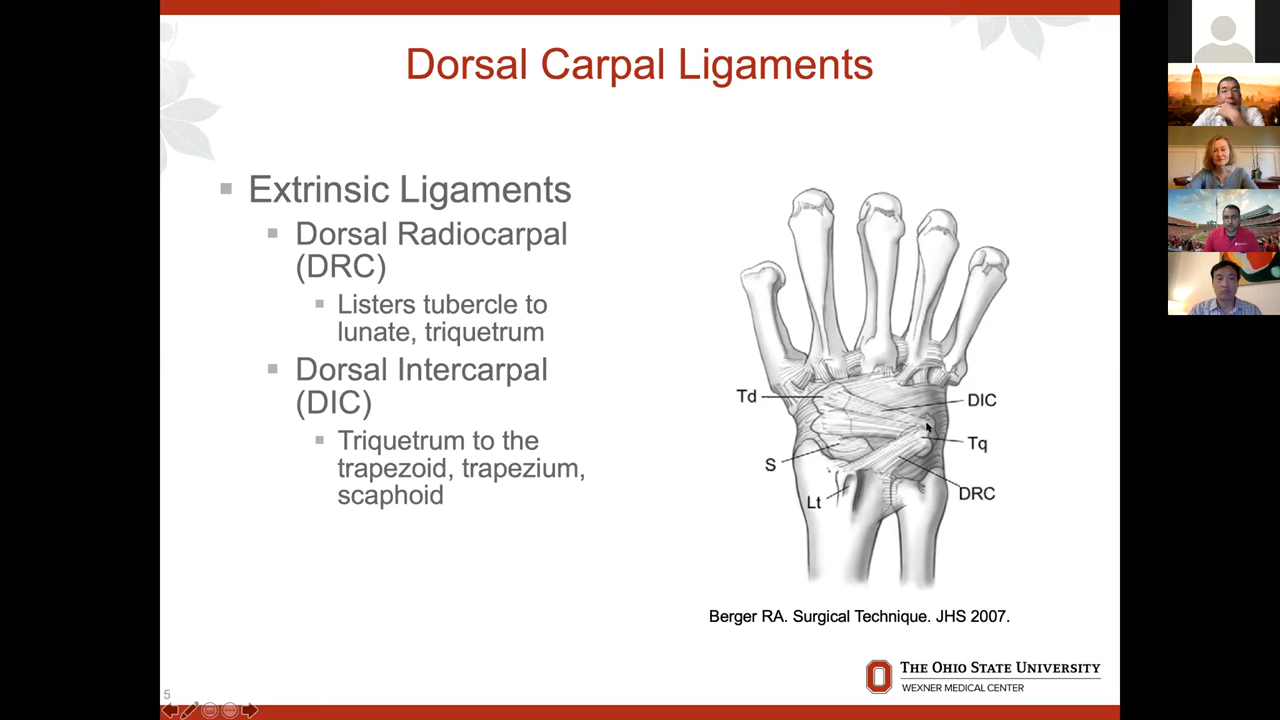 Dorsal Carpal Ligaments
Extrinsic Ligaments
Dorsal Radiocarpal
(DRC)
Listers tubercle to
lunate, triquetrum
Dorsal Intercarpal
(DIC)
Triquetrum to the
trapezoid, trapezium,
scaphoid
Td
DIC
Tq
S
DRC
Lt
Berger RA. Surgical Technique. JHS 2007.
THE OHIO STATE UNIVERSITY
WEXNER MEDICAL CENTER
5